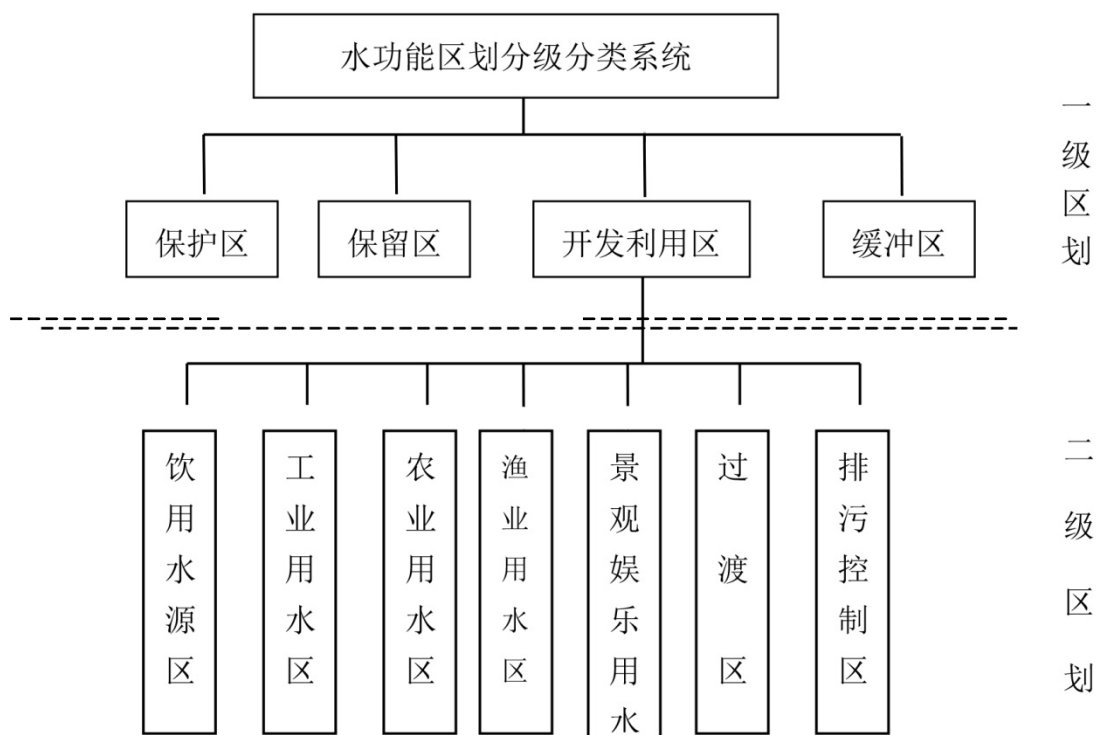 水功能区划分级分类系统
一级区划
保护区
保留区
开发利用区
缓冲区
饮用水源区
工业用水区
农业用水区
渔业用水区
景观娱乐用水
过渡区
排污控制区
二级区划